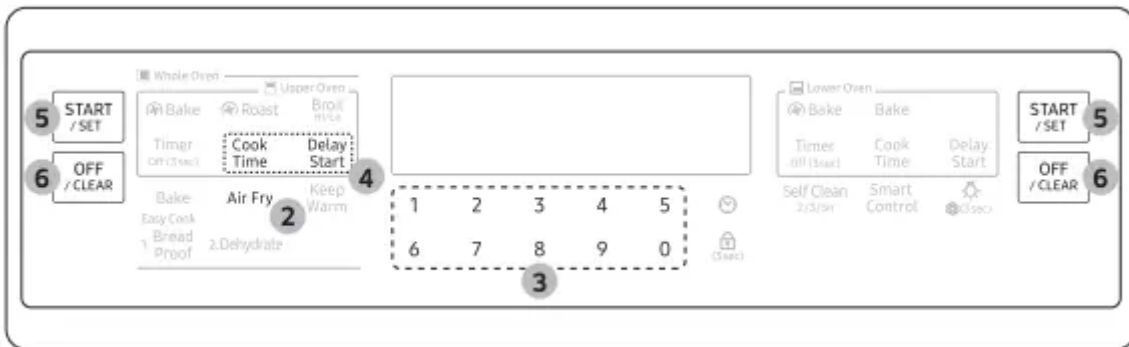 Whole Oven
Upper Oven
Bake
Roast
Broil
Hi/Lo
Timer
Off (3sec)
Cook
Time
Delay
Start
Bake
Air Fry
Keep
Warm
Easy Cook
1. Bread
Proof
2.Dehydrate
5
START
/ SET
6
OFF
/ CLEAR
4
2
1 2 3 4 5
6 7 8 9 0
3
(3sec)
Lower Oven
Bake
Bake
Timer
Off (3sec)
Cook
Time
Delay
Start
Self Clean
2/3/5H
Smart
Control
(3sec)
START
/ SET
5
OFF
/ CLEAR
6